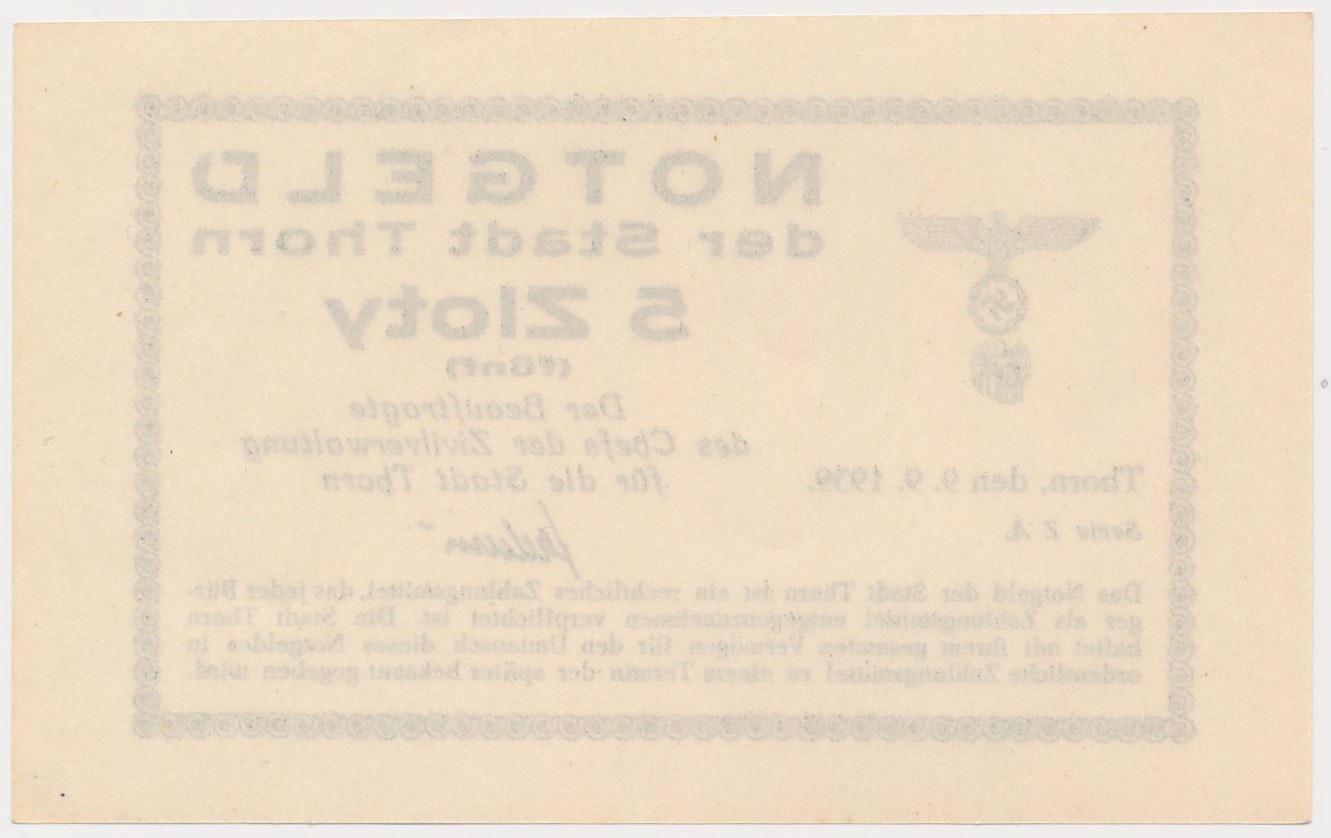 NOTGELD
der Stadt Thorn
5 Zloty
(fünf)
Der Beauftragte
des Chefs der Zivilverwaltung
für die Stadt Thorn
Thorn, den 9. 9. 1939.
Serie Z A.
Das Notgeld der Stadt Thorn ist ein rechtliches Zahlungsmittel, das jeder Bür-
ger als Zahlungsmittel entgegenzunehmen verpflichtet ist. Die Stadt Thorn
haftet mit ihrem gesamten Vermögen für den Umtausch dieses Notgeldes in
ordentliche Zahlungsmittel zu einem Termin der später bekannt gegeben wird.